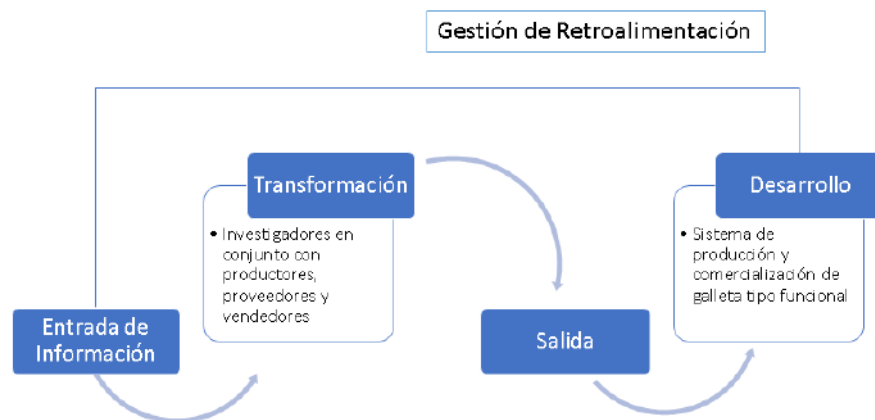 Gestión de Retroalimentación
Transformación
• Investigadores en
conjunto con
productores,
proveedores y
vendedores
Entrada de
Información
Salida
Desarrollo
• Sistema de
producción y
comercialización de
galleta tipo funcional